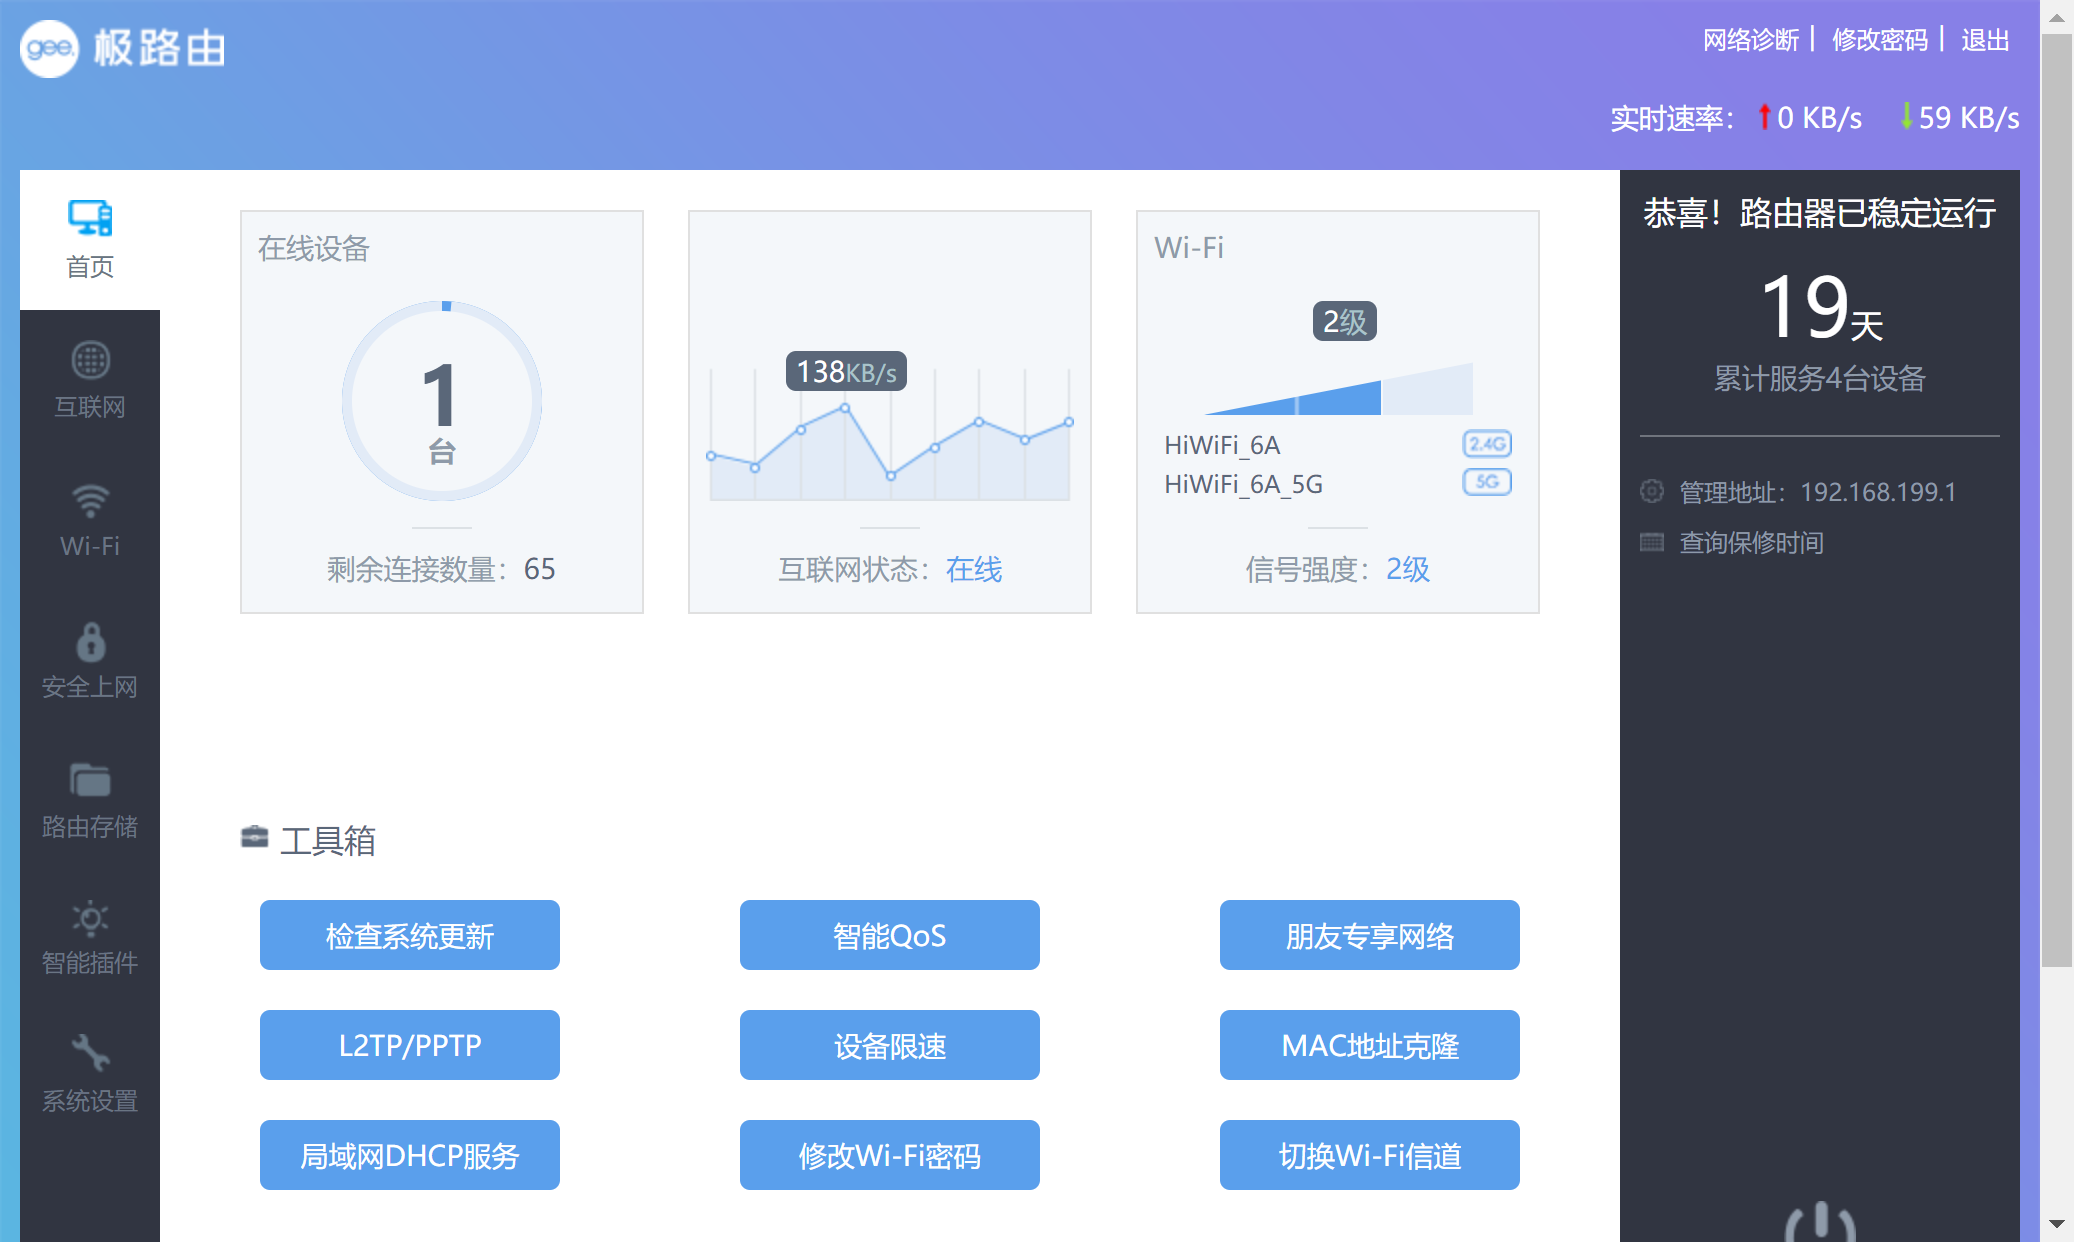 gee 极路由
网络诊断 | 修改密码 | 退出
实时速率： 0 KB/s 59 KB/s
首页
互联网
Wi-Fi
安全上网
路由存储
智能插件
系统设置
在线设备
1
台
剩余连接数量：65
138KB/s
互联网状态：在线
Wi-Fi
2级
HiWiFi_6A 2.4G
HiWiFi_6A_5G 5G
信号强度：2级
工具箱
检查系统更新 智能QoS 朋友专享网络
L2TP/PPTP 设备限速 MAC地址克隆
局域网DHCP服务 修改Wi-Fi密码 切换Wi-Fi信道
恭喜！路由器已稳定运行
19天
累计服务4台设备
管理地址：192.168.199.1
查询保修时间